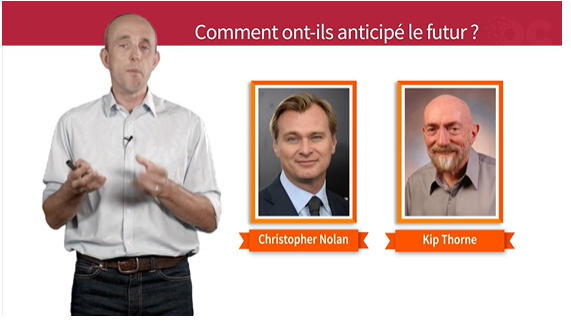 Comment ont-ils anticipé le futur ?
Christopher Nolan
Kip Thorne